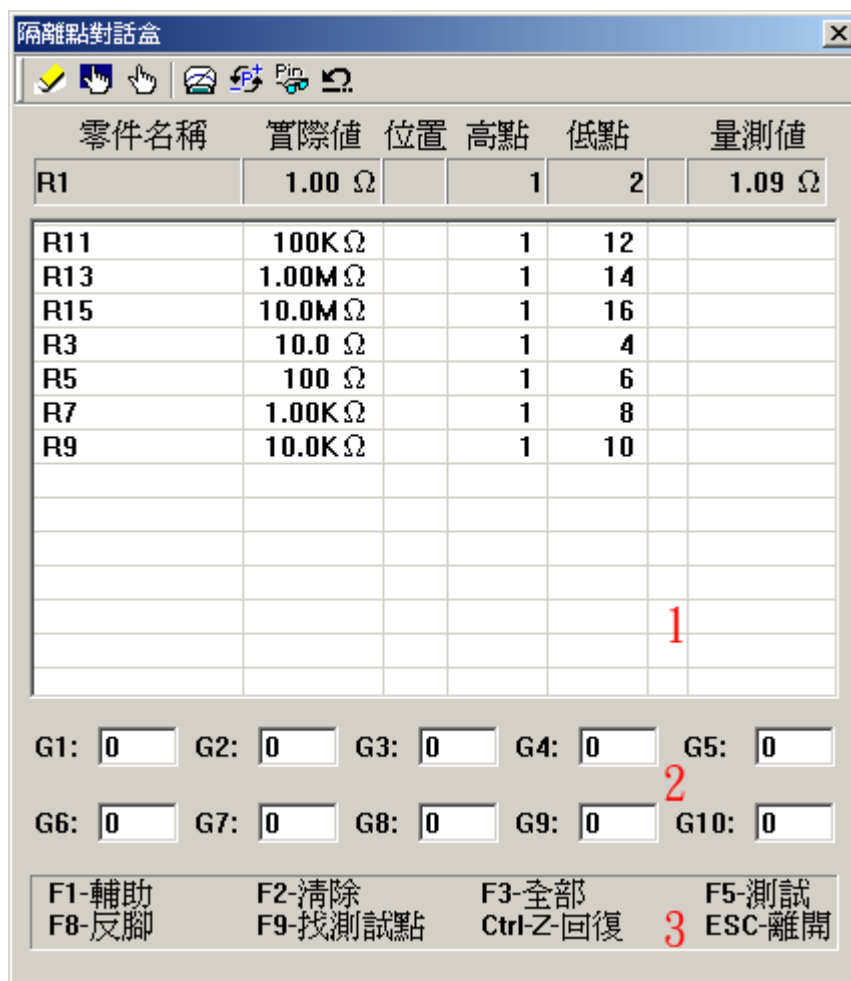 隔離點對話盒
Pin
零件名稱 實際值 位置 高點 低點 量測值
R1 1.00 Ω 1 2 1.09 Ω
R11 100KΩ 1 12
R13 1.00MΩ 1 14
R15 10.0MΩ 1 16
R3 10.0 Ω 1 4
R5 100 Ω 1 6
R7 1.00KΩ 1 8
R9 10.0KΩ 1 10
1
G1: 0 G2: 0 G3: 0 G4: 0 G5: 0
2
G6: 0 G7: 0 G8: 0 G9: 0 G10: 0
F1-輔助 F2-清除 F3-全部 F5-測試
F8-反腳 F9-找測試點 Ctrl-Z-回復 3 ESC-離開